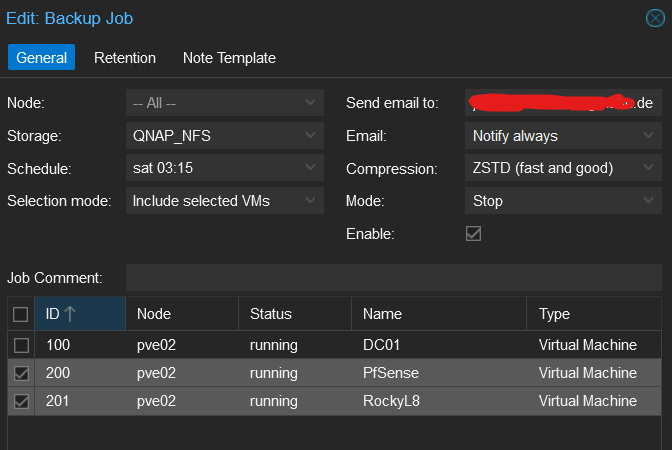 Edit: Backup Job
General Retention Note Template
Node: -- All -- Send email to: .de
Storage: QNAP_NFS Email: Notify always
Schedule: sat 03:15 Compression: ZSTD (fast and good)
Selection mode: Include selected VMs Mode: Stop
Enable:
Job Comment:
ID Node Status Name Type
100 pve02 running DC01 Virtual Machine
200 pve02 running PfSense Virtual Machine
201 pve02 running RockyL8 Virtual Machine